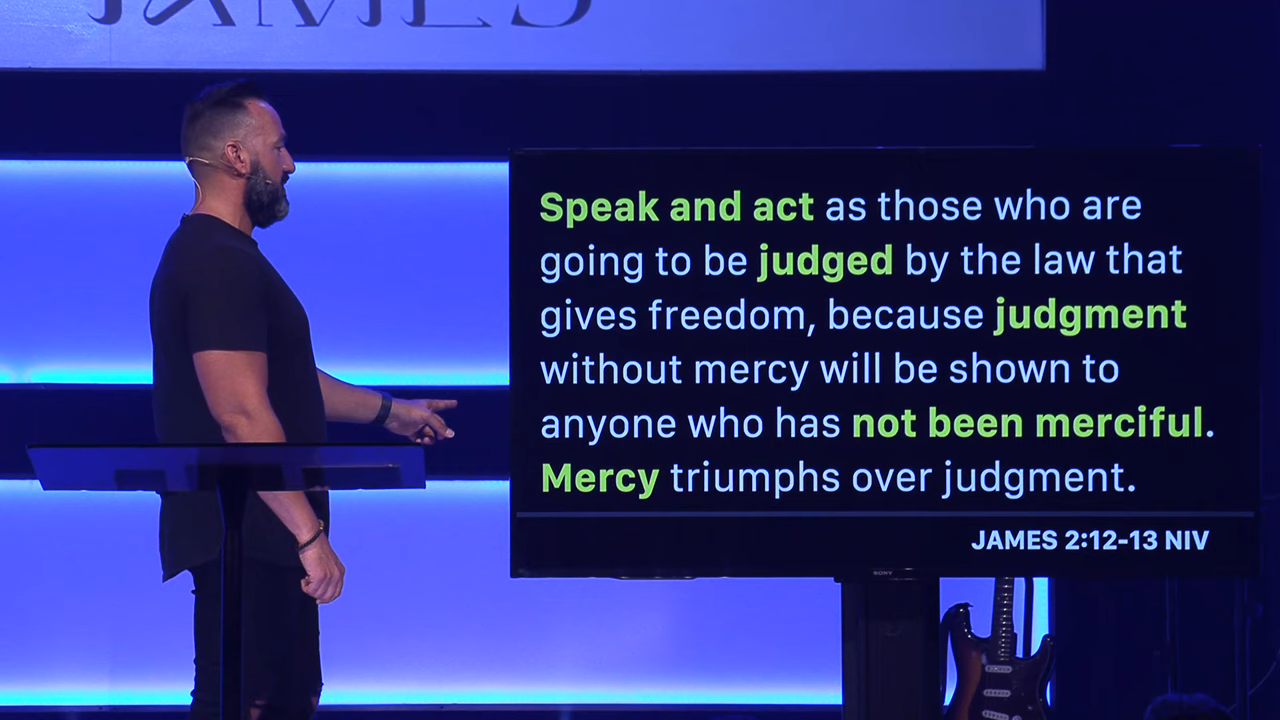 JAMES
Speak and act as those who are
going to be judged by the law that
gives freedom, because judgment
without mercy will be shown to
anyone who has not been merciful.
Mercy triumphs over judgment.
JAMES 2:12-13 NIV
SONY